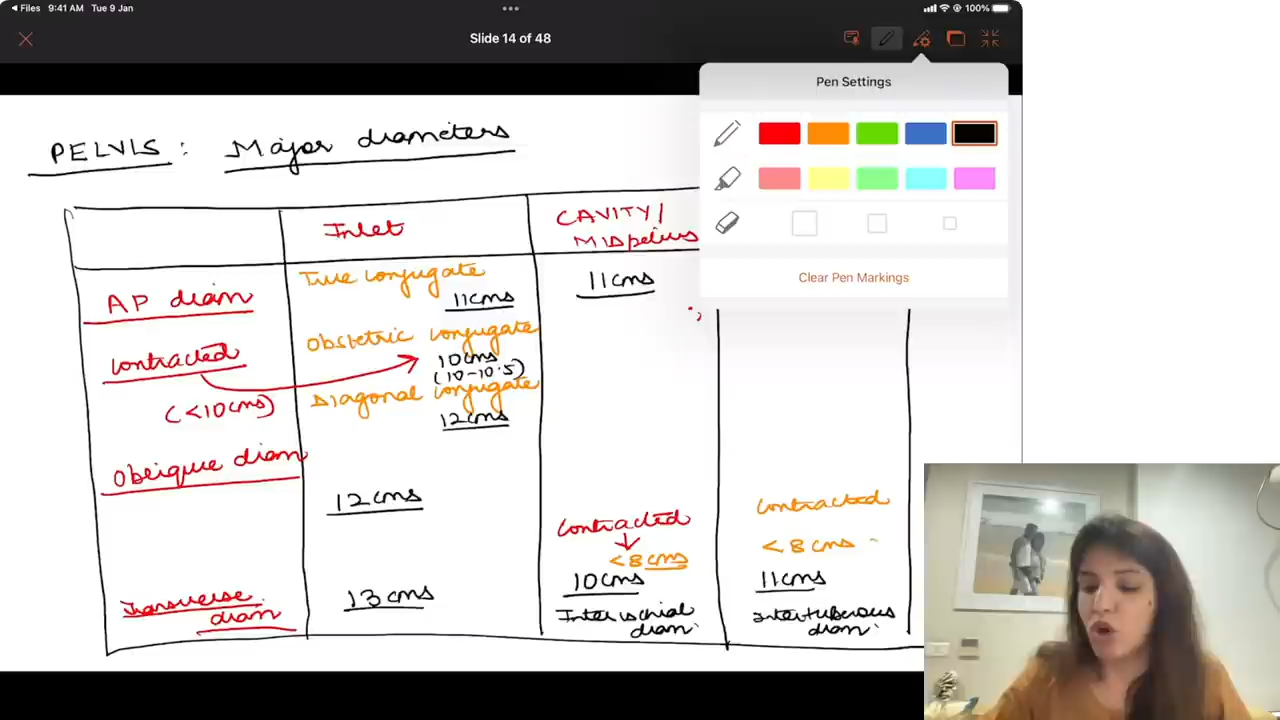 Files 9:41 AM Tue 9 Jan 100%
Slide 14 of 48
Pen Settings
Clear Pen Markings
PELVIS : Major diameters
Inlet
CAVITY/
Midpelvis
AP diam
True conjugate
11cms
11cms
Obstetric conjugate
10cms
(10-10.5)
Contracted
(<10cms)
Diagonal conjugate
12cms
Oblique diam
12cms
Contracted
<8cms
10cms
Interischial
diam
Contracted
<8cms
11cms
Intertuberous
diam
Transverse
diam
13cms